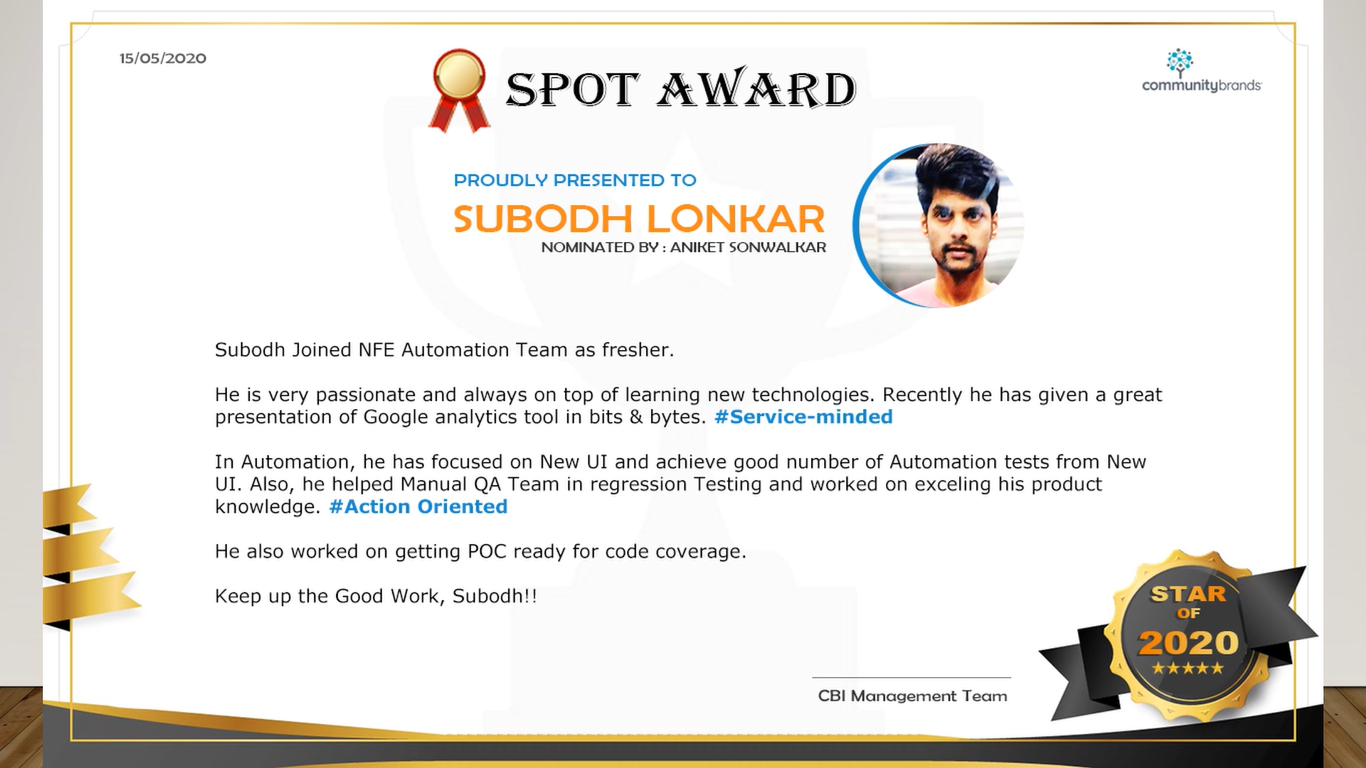 15/05/2020
SPOT AWARD
communitybrands
PROUDLY PRESENTED TO
SUBODH LONKAR
NOMINATED BY : ANIKET SONWALKAR
Subodh Joined NFE Automation Team as fresher.
He is very passionate and always on top of learning new technologies. Recently he has given a great
presentation of Google analytics tool in bits & bytes. #Service-minded
In Automation, he has focused on New UI and achieve good number of Automation tests from New
UI. Also, he helped Manual QA Team in regression Testing and worked on exceling his product
knowledge. #Action Oriented
He also worked on getting POC ready for code coverage.
Keep up the Good Work, Subodh!!
STAR
OF
2020
CBI Management Team